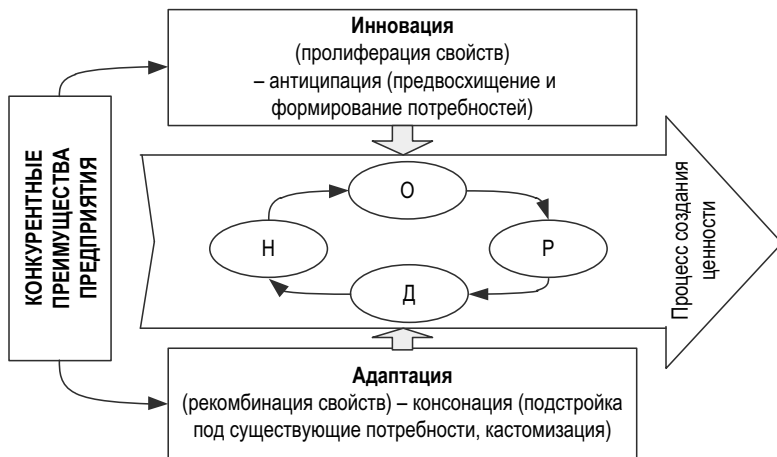 Инновация
(пролиферация свойств)
– антиципация (предвосхищение и
формирование потребностей)
КОНКУРЕНТНЫЕ
ПРЕИМУЩЕСТВА
ПРЕДПРИЯТИЯ
О
Н
Р
Д
Процесс создания
ценности
Адаптация
(рекомбинация свойств) – консонация (подстройка
под существующие потребности, кастомизация)